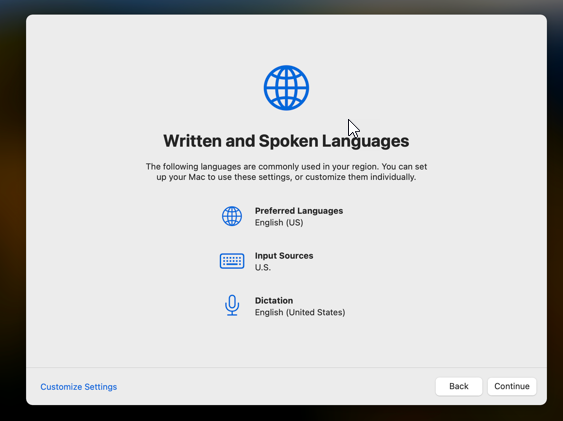 Written and Spoken Languages
The following languages are commonly used in your region. You can set
up your Mac to use these settings, or customize them individually.
Preferred Languages
English (US)
Input Sources
U.S.
Dictation
English (United States)
Customize Settings
Back
Continue